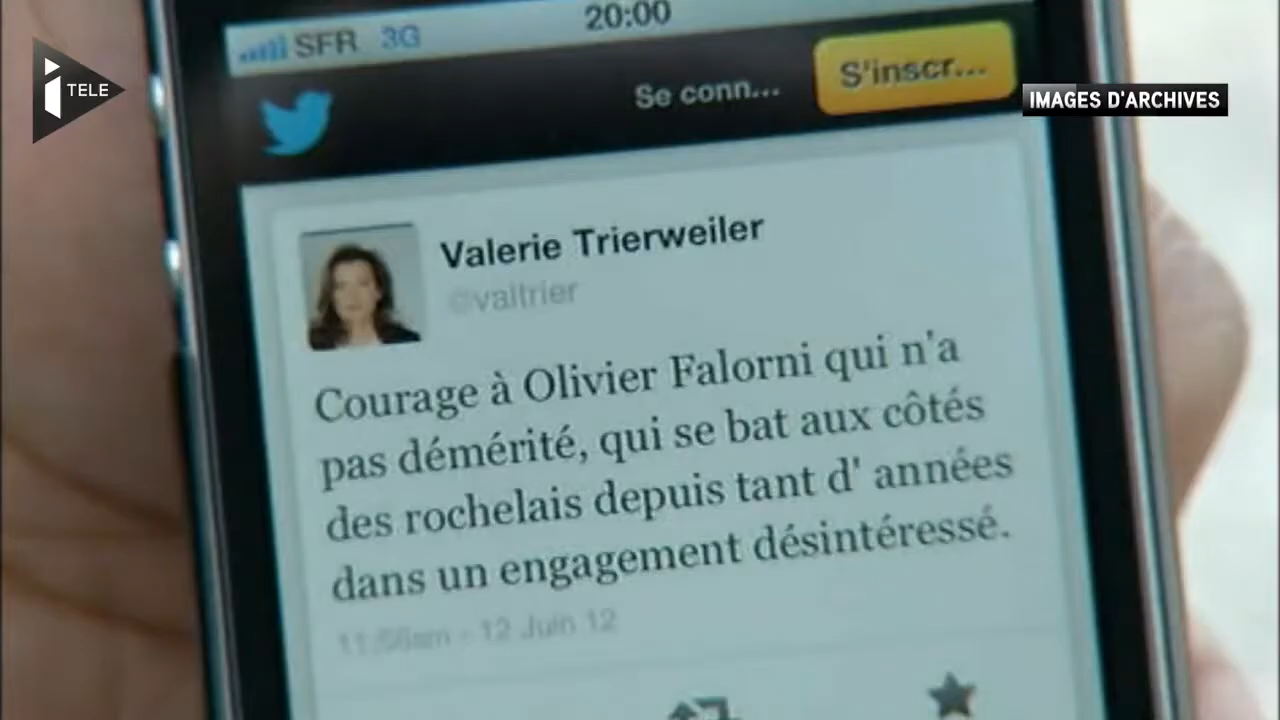 SFR 3G 20:00
i TELE
Se conn... S'inscr...
IMAGES D'ARCHIVES
Valerie Trierweiler
@valtrier
Courage à Olivier Falorni qui n'a
pas démérité, qui se bat aux côtés
des rochelais depuis tant d' années
dans un engagement désintéressé.
11:56am - 12 Juin 12